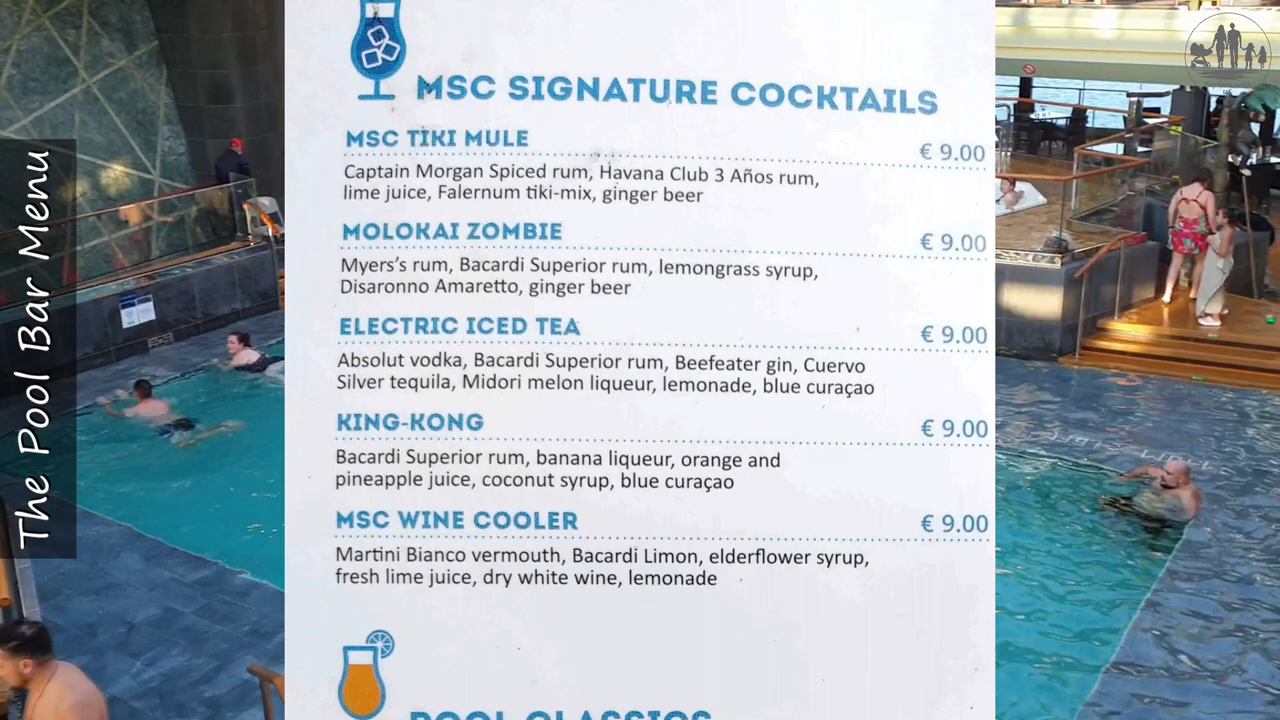 The Pool Bar Menu
MSC SIGNATURE COCKTAILS
MSC TIKI MULE
€ 9.00
Captain Morgan Spiced rum, Havana Club 3 Años rum,
lime juice, Falernum tiki-mix, ginger beer
MOLOKAI ZOMBIE
€ 9.00
Myers's rum, Bacardi Superior rum, lemongrass syrup,
Disaronno Amaretto, ginger beer
ELECTRIC ICED TEA
€ 9.00
Absolut vodka, Bacardi Superior rum, Beefeater gin, Cuervo
Silver tequila, Midori melon liqueur, lemonade, blue curaçao
KING-KONG
€ 9.00
Bacardi Superior rum, banana liqueur, orange and
pineapple juice, coconut syrup, blue curaçao
MSC WINE COOLER
€ 9.00
Martini Bianco vermouth, Bacardi Limon, elderflower syrup,
fresh lime juice, dry white wine, lemonade
POOL CLASSICS